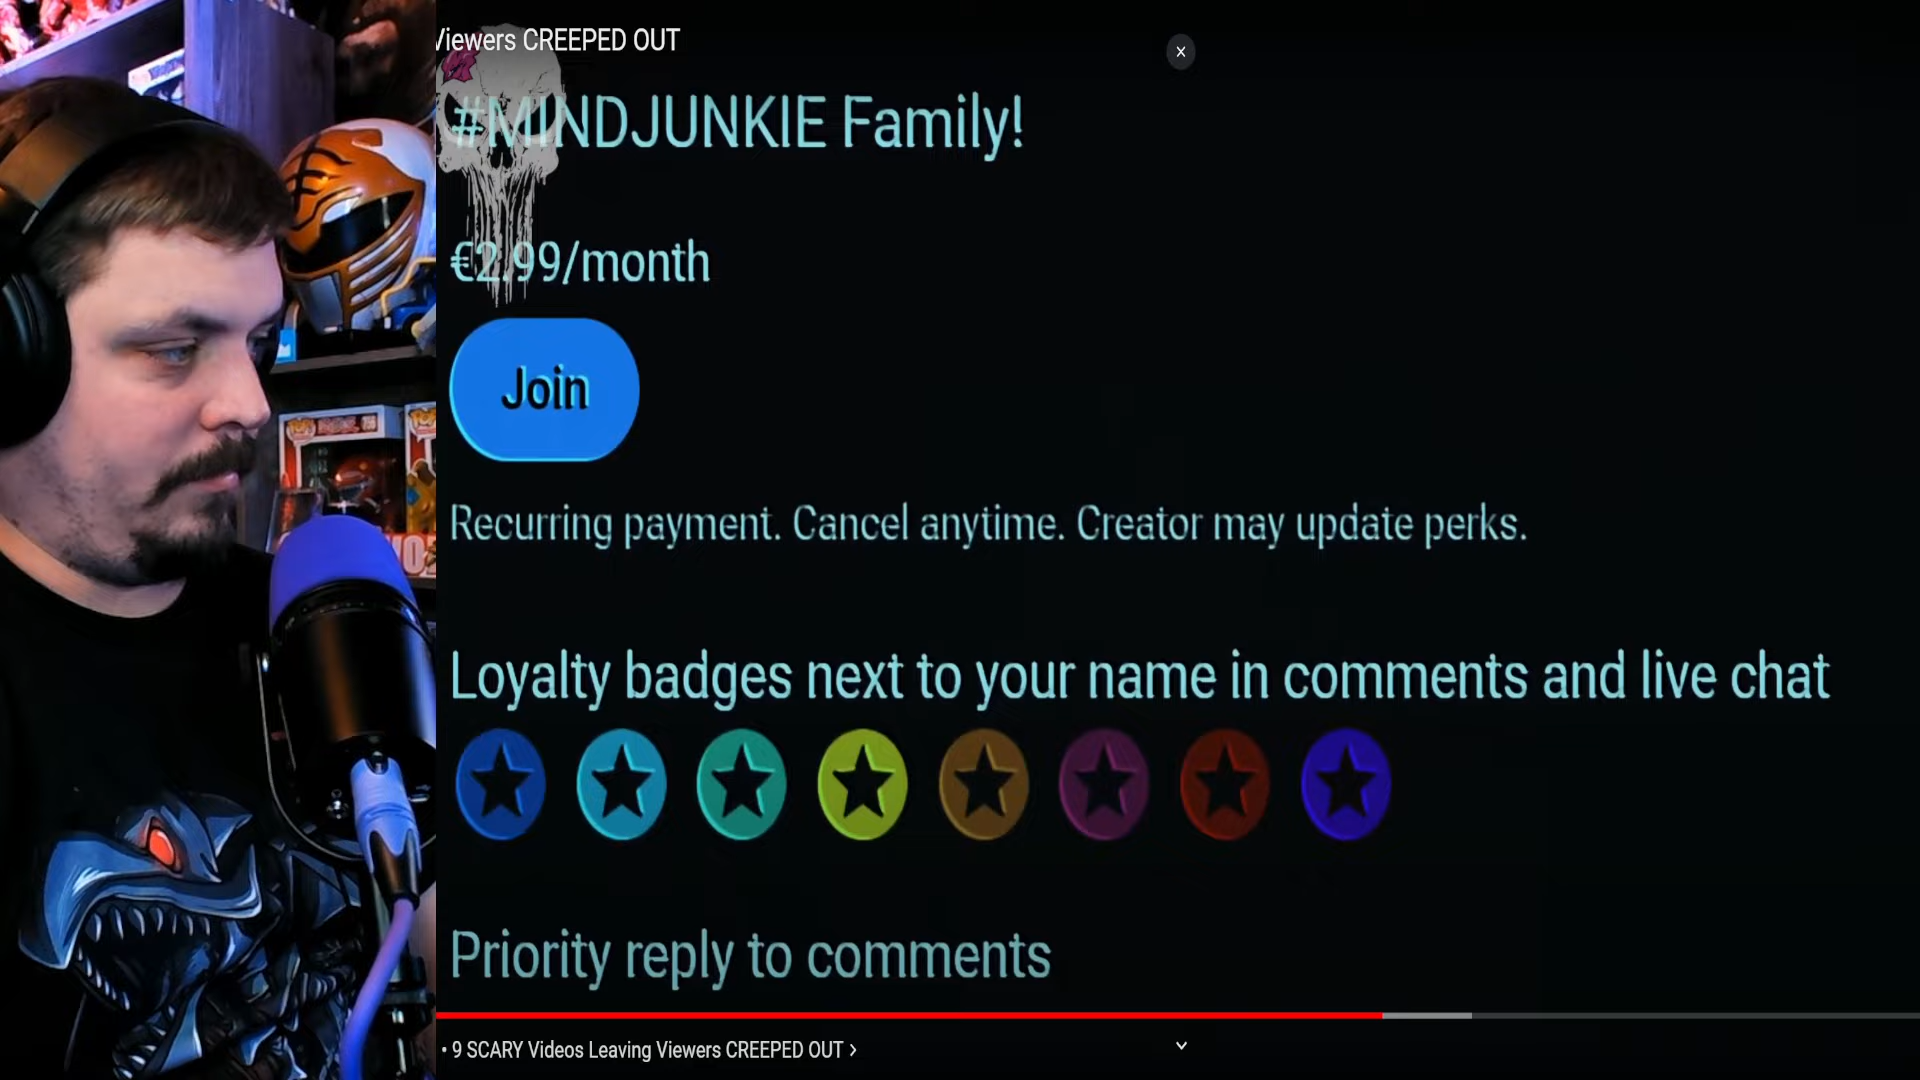 Viewers CREEPED OUT
#MINDJUNKIE Family!
€2.99/month
Join
Recurring payment. Cancel anytime. Creator may update perks.
Loyalty badges next to your name in comments and live chat
Priority reply to comments
• 9 SCARY Videos Leaving Viewers CREEPED OUT >